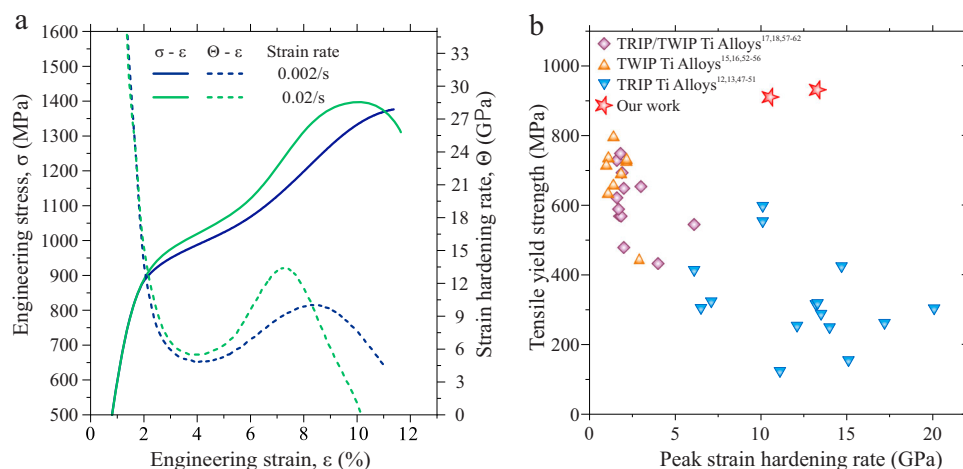 a
σ - ε Θ - ε Strain rate
0.002/s
0.02/s
Engineering stress, σ (MPa)
1600
1500
1400
1300
1200
1100
1000
900
800
700
600
500
0 2 4 6 8 10 12
Engineering strain, ε (%)
33
30
27
24
21
18
15
12
9
6
3
0
Strain hardening rate, Θ (GPa)
b
TRIP/TWIP Ti Alloys17,18,57-62
TWIP Ti Alloys15,16,52-56
TRIP Ti Alloys12,13,47-51
Our work
Tensile yield strength (MPa)
1000
800
600
400
200
0
0 5 10 15 20
Peak strain hardening rate (GPa)